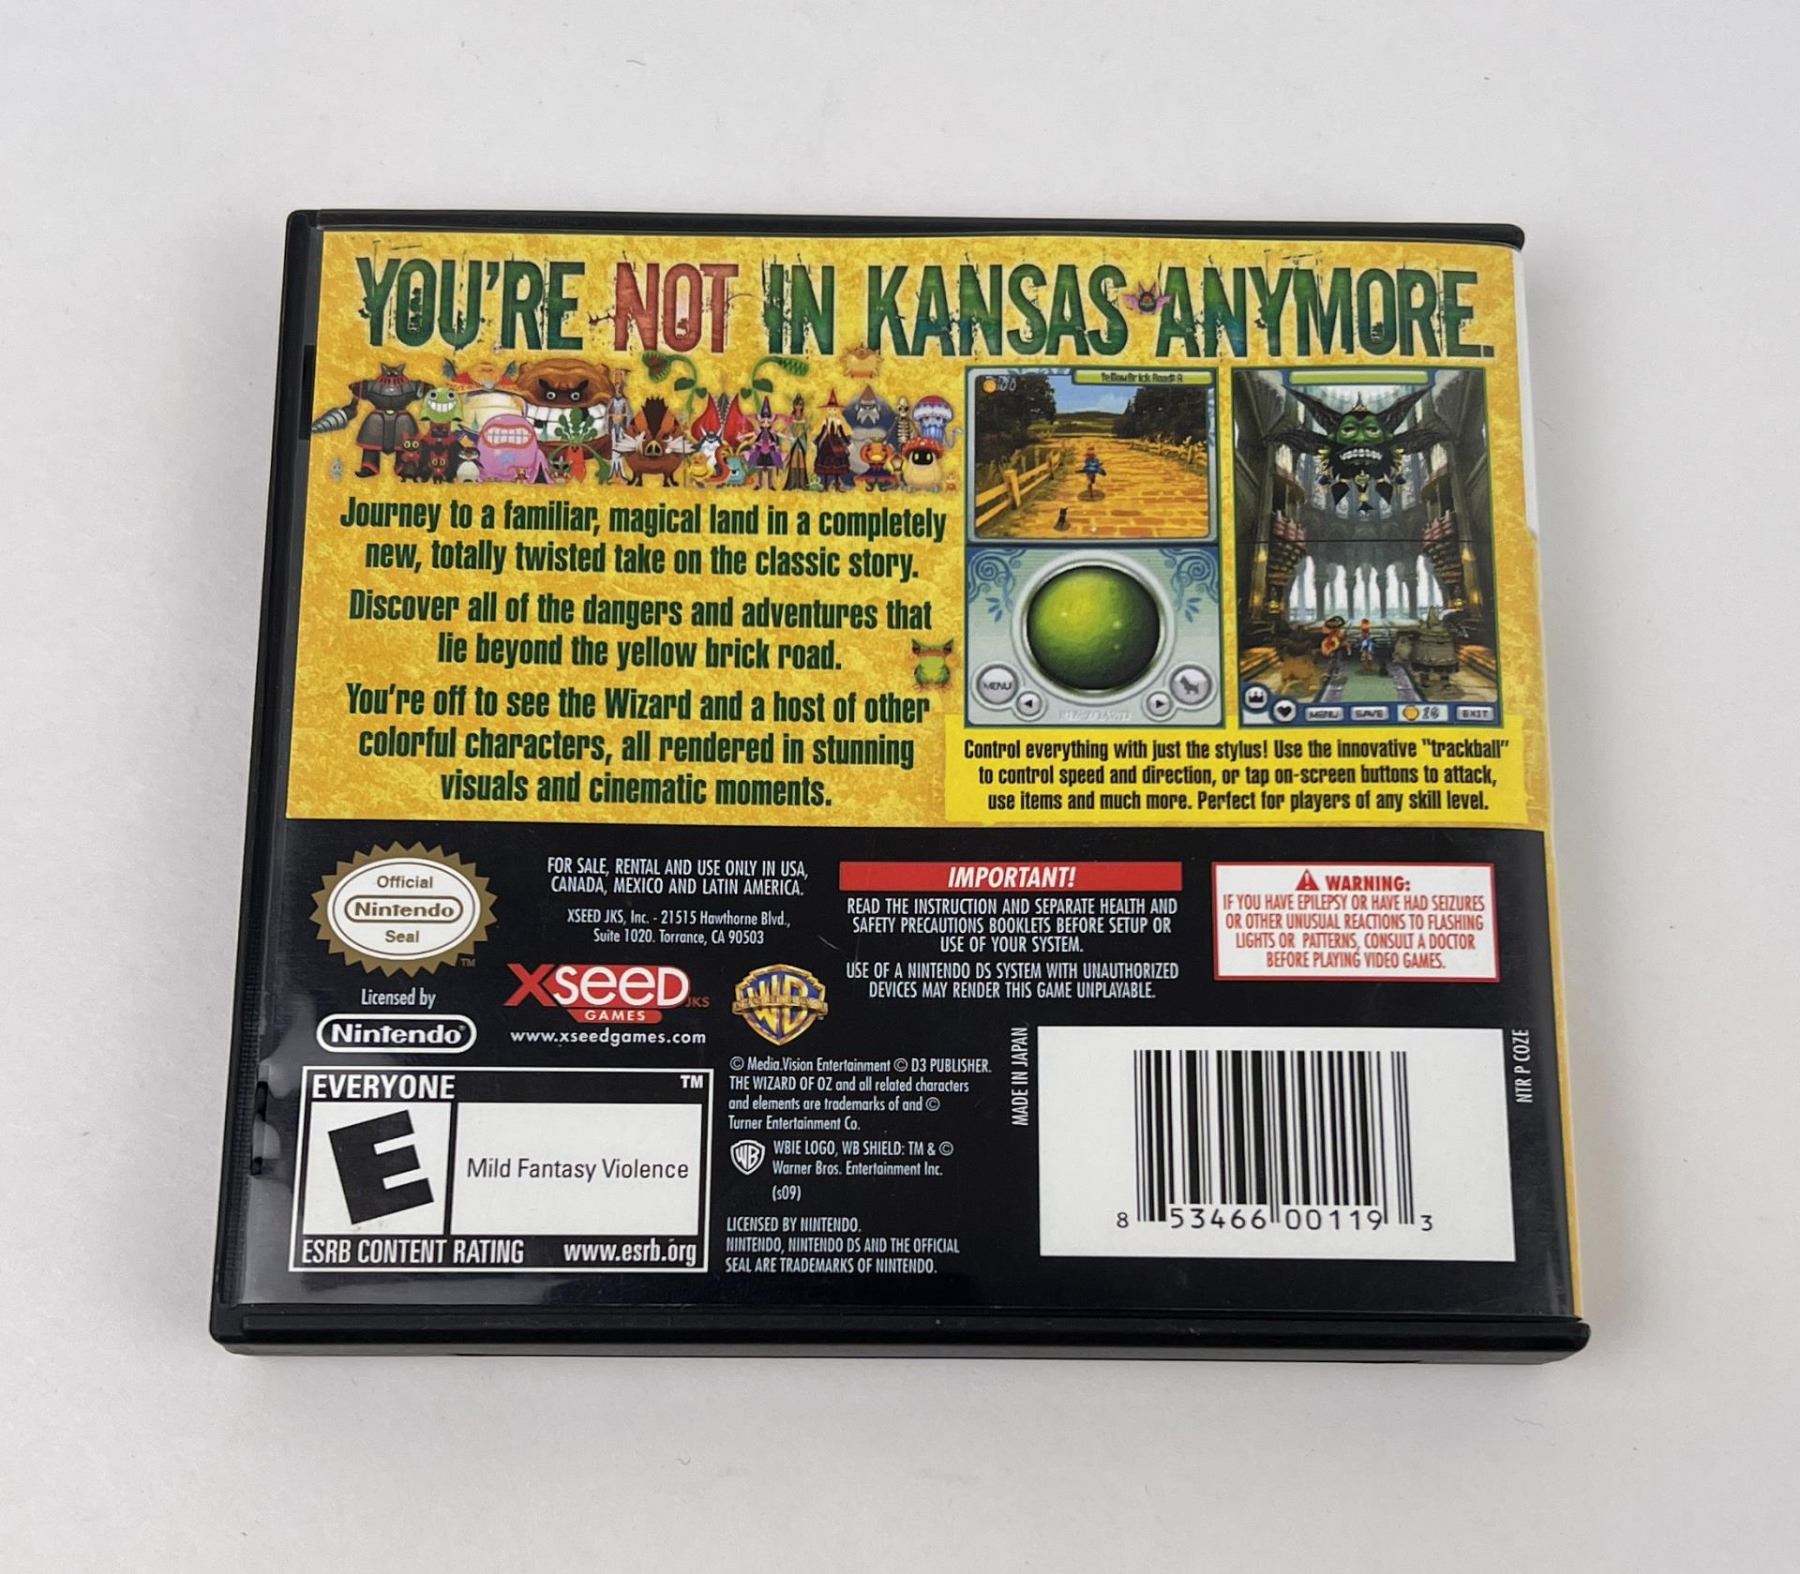 YOU'RE NOT IN KANSAS ANYMORE.
Journey to a familiar, magical land in a completely
new, totally twisted take on the classic story.
Discover all of the dangers and adventures that
lie beyond the yellow brick road.
You're off to see the Wizard and a host of other
colorful characters, all rendered in stunning
visuals and cinematic moments.
MENU
MENU
SAVE
EXIT
Control everything with just the stylus! Use the innovative "trackball"
to control speed and direction, or tap on-screen buttons to attack,
use items and much more. Perfect for players of any skill level.
Official
Nintendo
Seal
TM
Licensed by
Nintendo
FOR SALE, RENTAL AND USE ONLY IN USA,
CANADA, MEXICO AND LATIN AMERICA.
XSEED JKS, Inc. - 21515 Hawthorne Blvd.,
Suite 1020. Torrance, CA 90503
XSEED JKS
GAMES
www.xseedgames.com
WB
IMPORTANT!
READ THE INSTRUCTION AND SEPARATE HEALTH AND
SAFETY PRECAUTIONS BOOKLETS BEFORE SETUP OR
USE OF YOUR SYSTEM.
USE OF A NINTENDO DS SYSTEM WITH UNAUTHORIZED
DEVICES MAY RENDER THIS GAME UNPLAYABLE.
WARNING:
IF YOU HAVE EPILEPSY OR HAVE HAD SEIZURES
OR OTHER UNUSUAL REACTIONS TO FLASHING
LIGHTS OR PATTERNS, CONSULT A DOCTOR
BEFORE PLAYING VIDEO GAMES.
EVERYONE TM
E
Mild Fantasy Violence
ESRB CONTENT RATING www.esrb.org
© Media.Vision Entertainment © D3 PUBLISHER.
THE WIZARD OF OZ and all related characters
and elements are trademarks of and ©
Turner Entertainment Co.
WB
WBIE LOGO, WB SHIELD: TM & ©
Warner Bros. Entertainment Inc.
(s09)
LICENSED BY NINTENDO.
NINTENDO, NINTENDO DS AND THE OFFICIAL
SEAL ARE TRADEMARKS OF NINTENDO.
MADE IN JAPAN
8 53466 00119 3
NTR P COZE